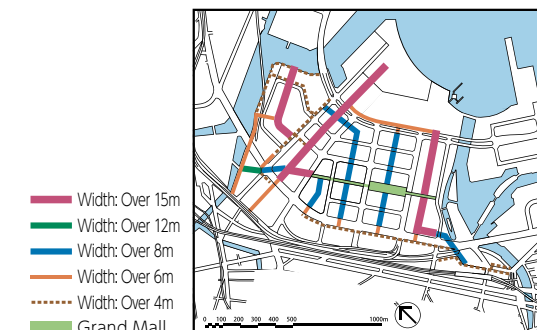 Width: Over 15m
Width: Over 12m
Width: Over 8m
Width: Over 6m
Width: Over 4m
Grand Mall
0 100 200 300 400 500 1000m